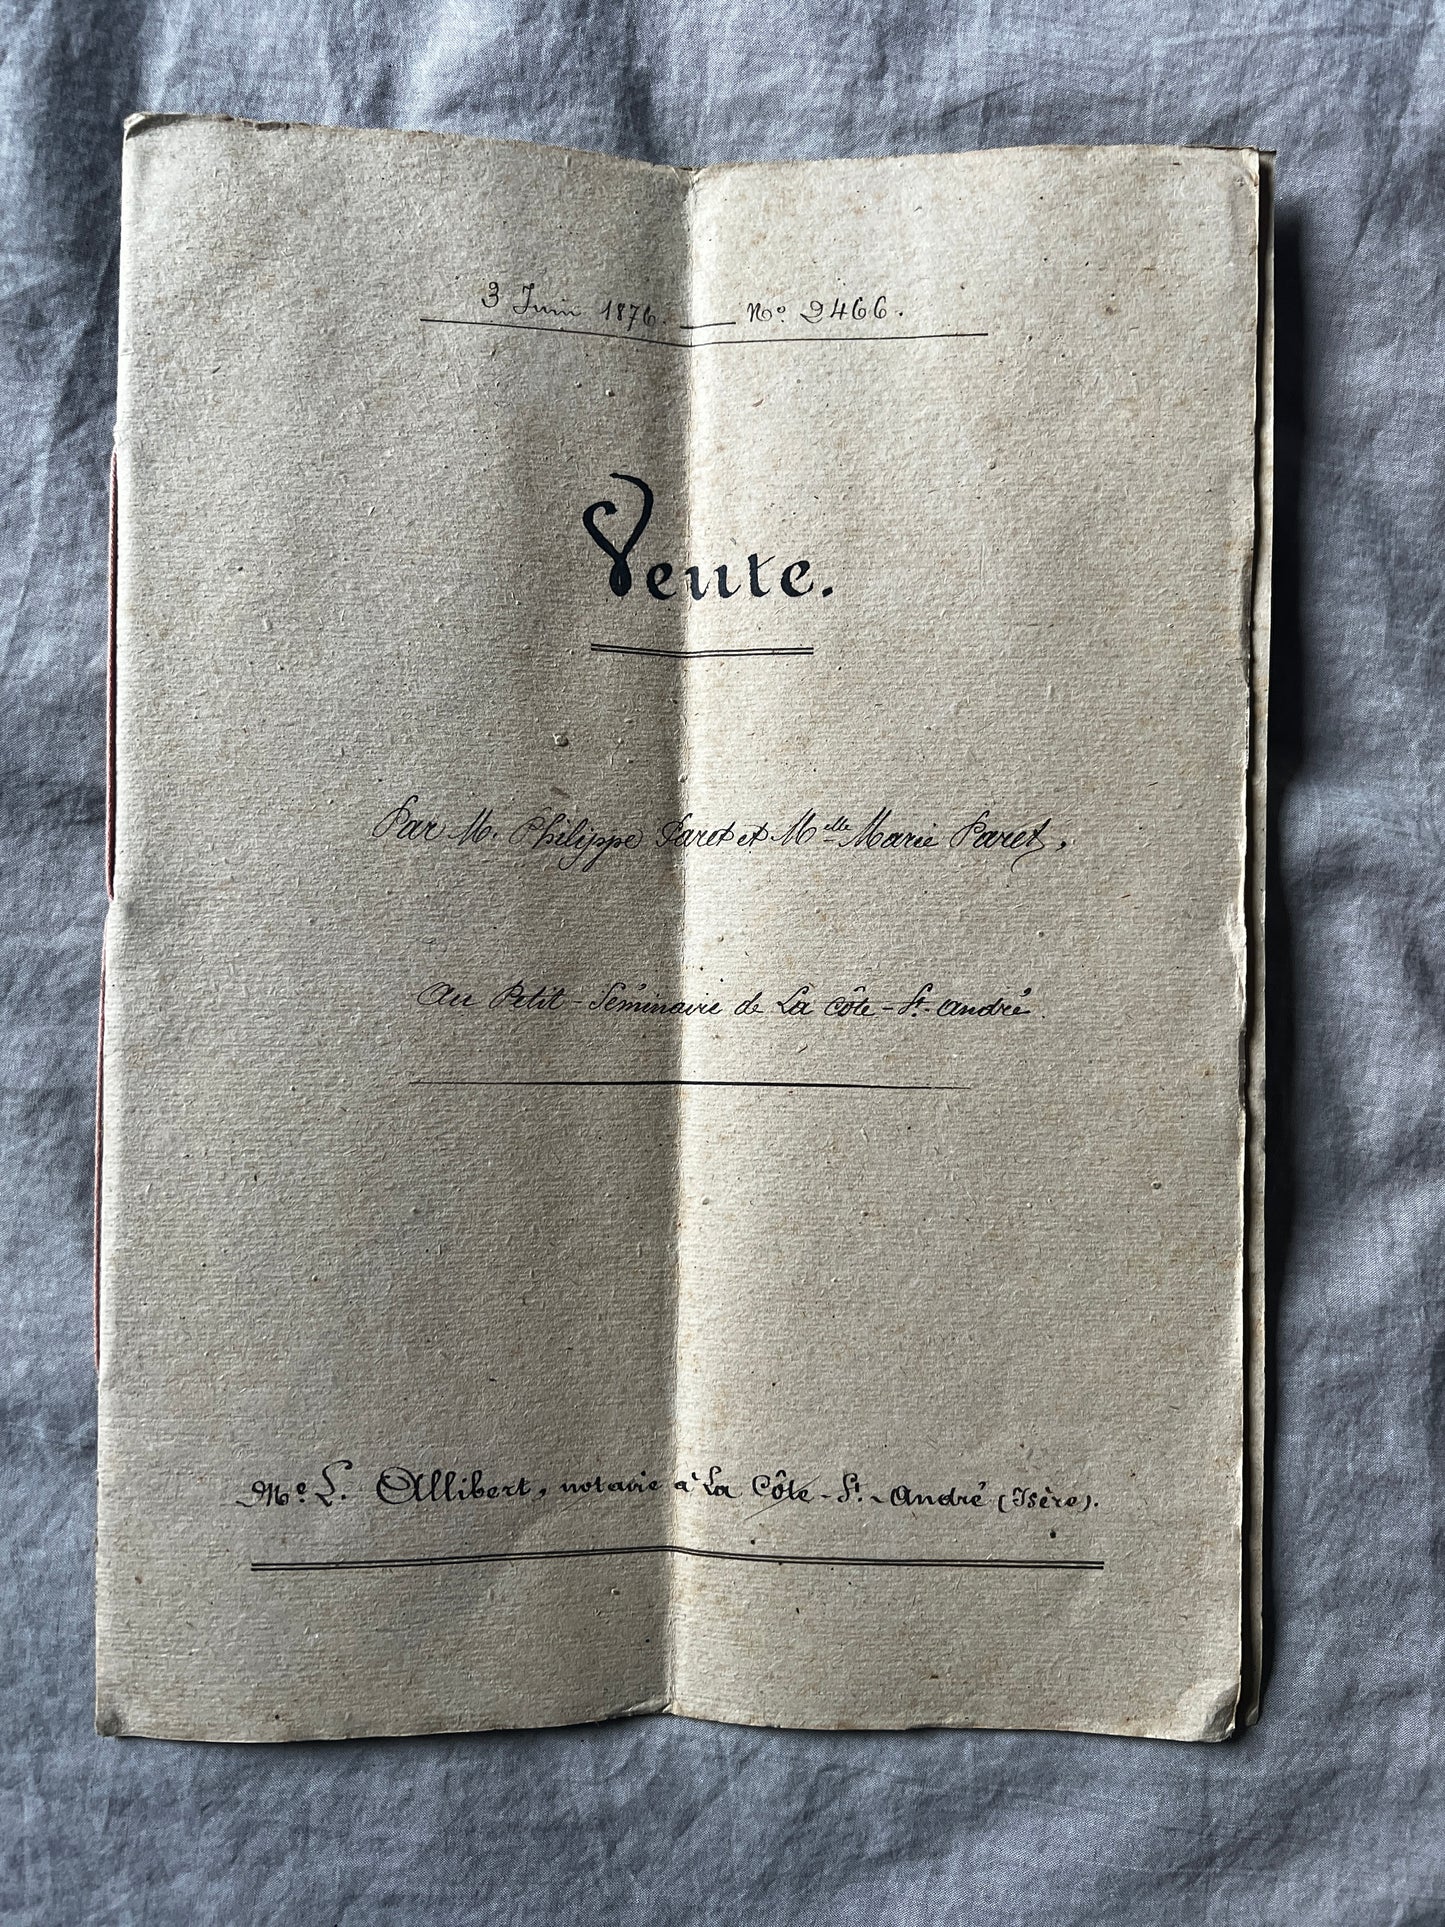 3 Juin 1876. — No. 2466.
Vente.
Par M. Philippe Paret et Mlle Marie Paret,
Au Petit-Séminaire de La Côte-St-André.
Me L. Allibert, notaire à La Côte-St-André (Isère).